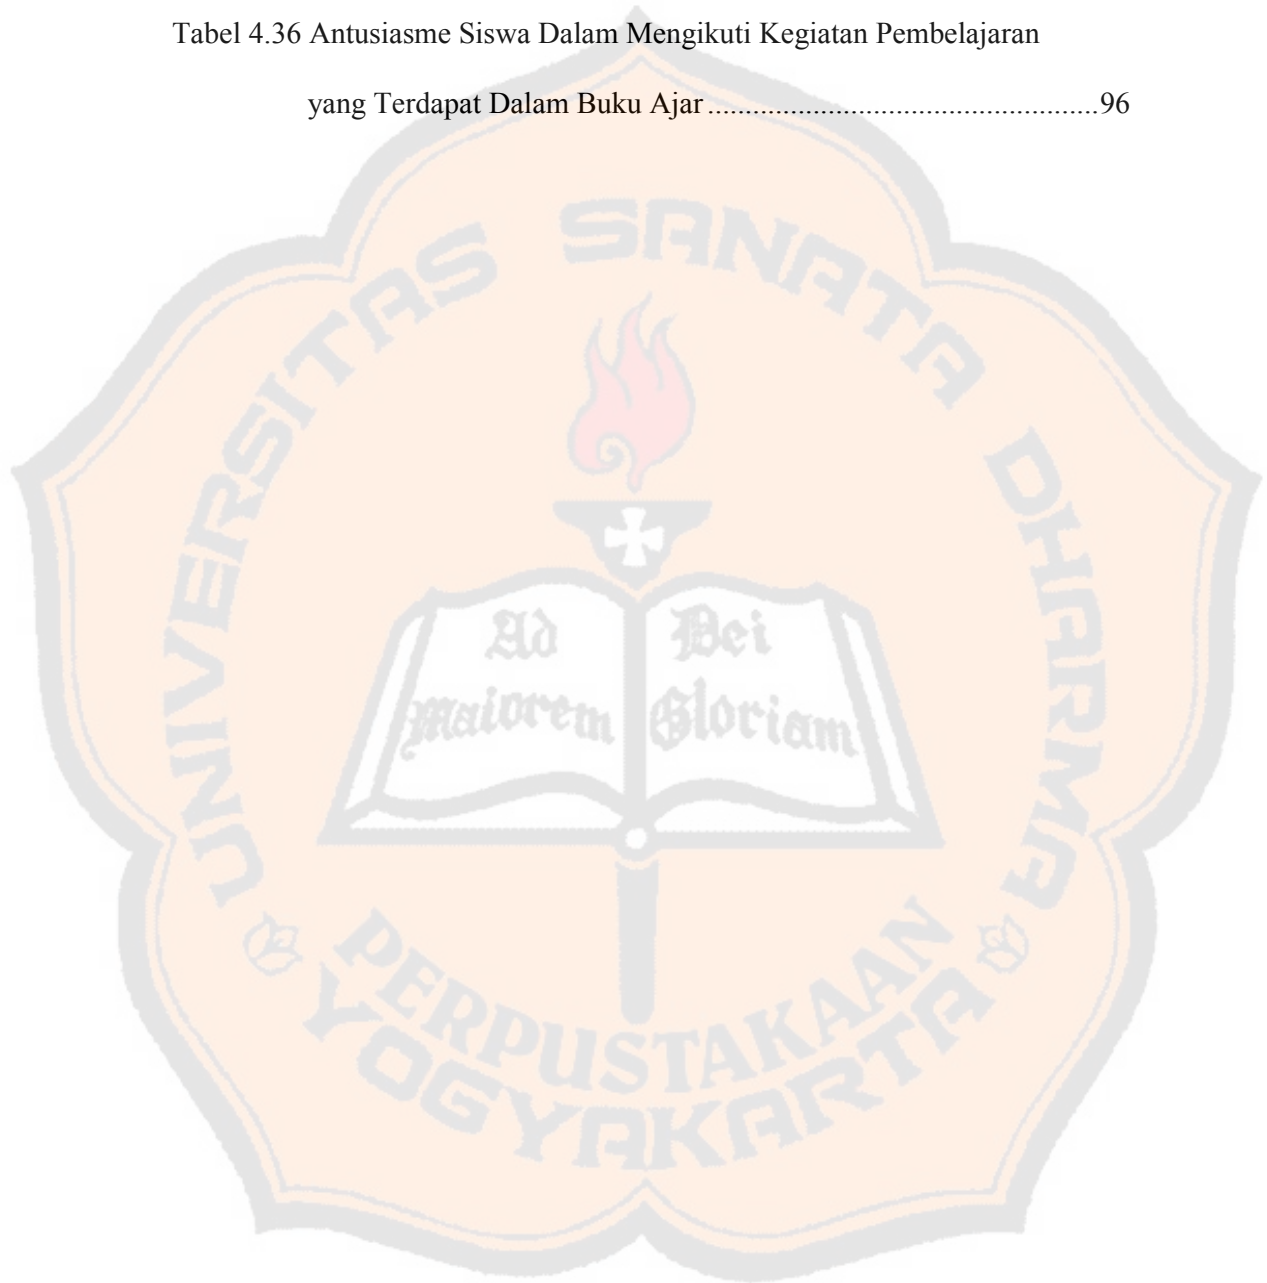 Tabel 4.36 Antusiasme Siswa Dalam Mengikuti Kegiatan Pembelajaran
yang Terdapat Dalam Buku Ajar....................................................96
UNIVERSITAS SANATA DHARMA
Ad Dei
Maiorem Gloriam
PERPUSTAKAAN
YOGYAKARTA